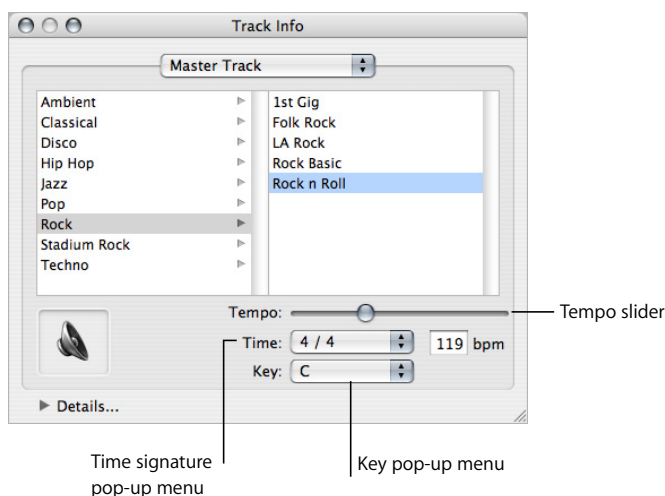 Track Info
Master Track
Ambient
Classical
Disco
Hip Hop
Jazz
Pop
Rock
Stadium Rock
Techno
1st Gig
Folk Rock
LA Rock
Rock Basic
Rock n Roll
Tempo:
Tempo slider
Time: 4 / 4 119 bpm
Key: C
Details...
Time signature
pop-up menu
Key pop-up menu